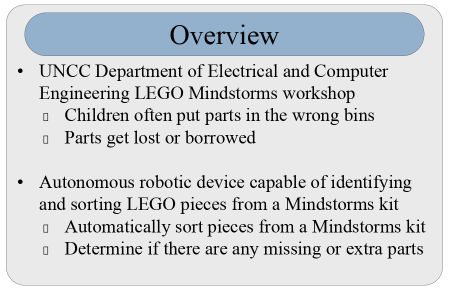 Overview
• UNCC Department of Electrical and Computer
Engineering LEGO Mindstorms workshop
▯ Children often put parts in the wrong bins
▯ Parts get lost or borrowed
• Autonomous robotic device capable of identifying
and sorting LEGO pieces from a Mindstorms kit
▯ Automatically sort pieces from a Mindstorms kit
▯ Determine if there are any missing or extra parts